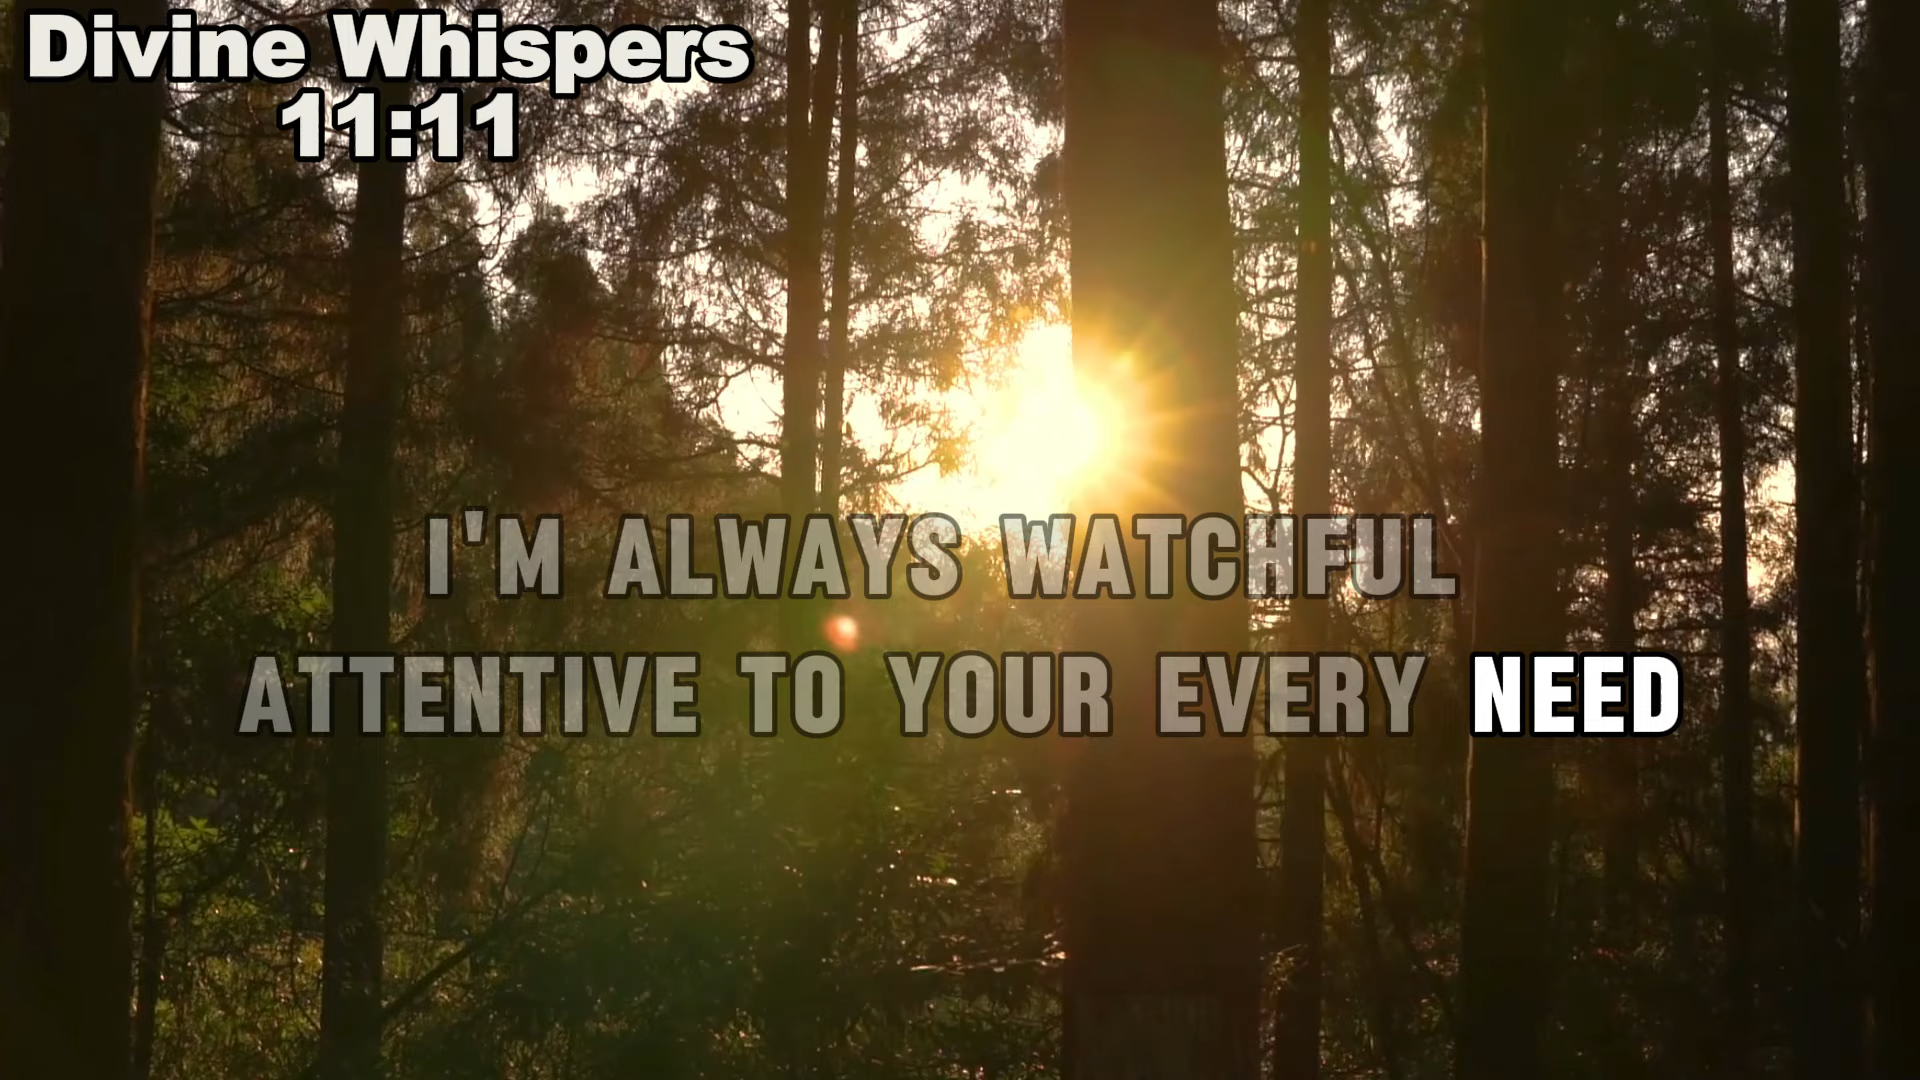 Divine Whispers
11:11
I'M ALWAYS WATCHFUL
ATTENTIVE TO YOUR EVERY NEED